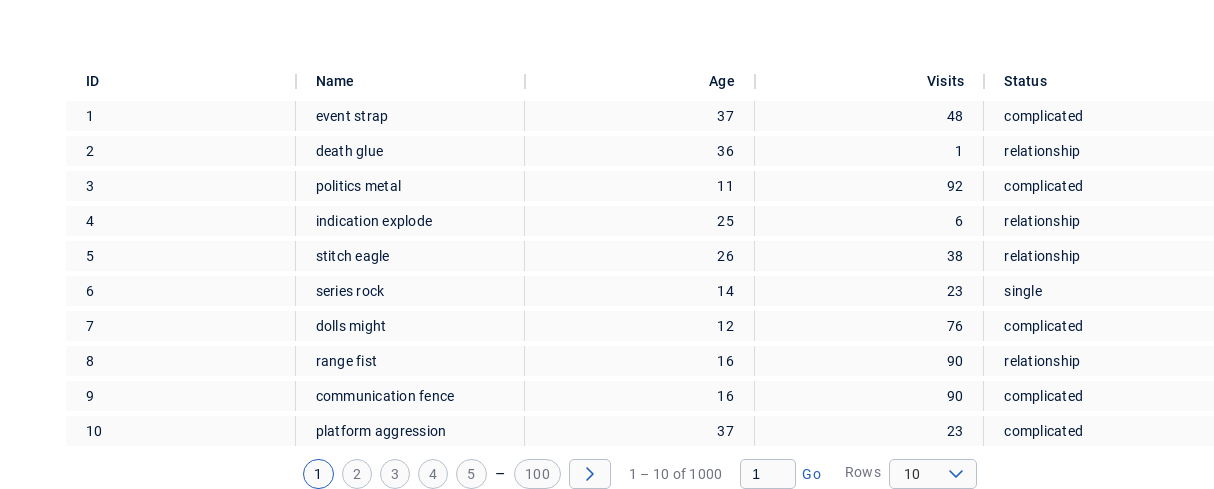 ID Name Age Visits Status
1 event strap 37 48 complicated
2 death glue 36 1 relationship
3 politics metal 11 92 complicated
4 indication explode 25 6 relationship
5 stitch eagle 26 38 relationship
6 series rock 14 23 single
7 dolls might 12 76 complicated
8 range fist 16 90 relationship
9 communication fence 16 90 complicated
10 platform aggression 37 23 complicated
1 2 3 4 5 – 100 1 – 10 of 1000 1 Go Rows 10